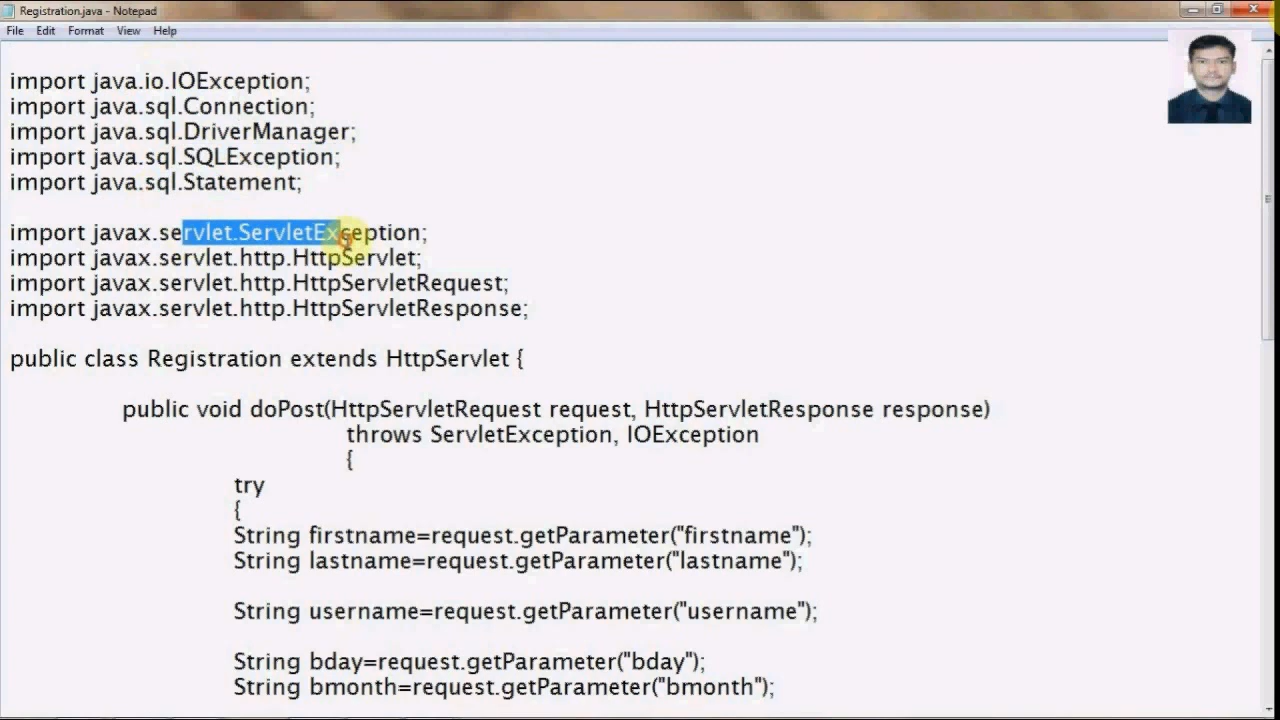 Registration.java - Notepad
File Edit Format View Help
import java.io.IOException;
import java.sql.Connection;
import java.sql.DriverManager;
import java.sql.SQLException;
import java.sql.Statement;
import javax.servlet.ServletException;
import javax.servlet.http.HttpServlet;
import javax.servlet.http.HttpServletRequest;
import javax.servlet.http.HttpServletResponse;
public class Registration extends HttpServlet {
public void doPost(HttpServletRequest request, HttpServletResponse response)
throws ServletException, IOException
{
try
{
String firstname=request.getParameter("firstname");
String lastname=request.getParameter("lastname");
String username=request.getParameter("username");
String bday=request.getParameter("bday");
String bmonth=request.getParameter("bmonth");